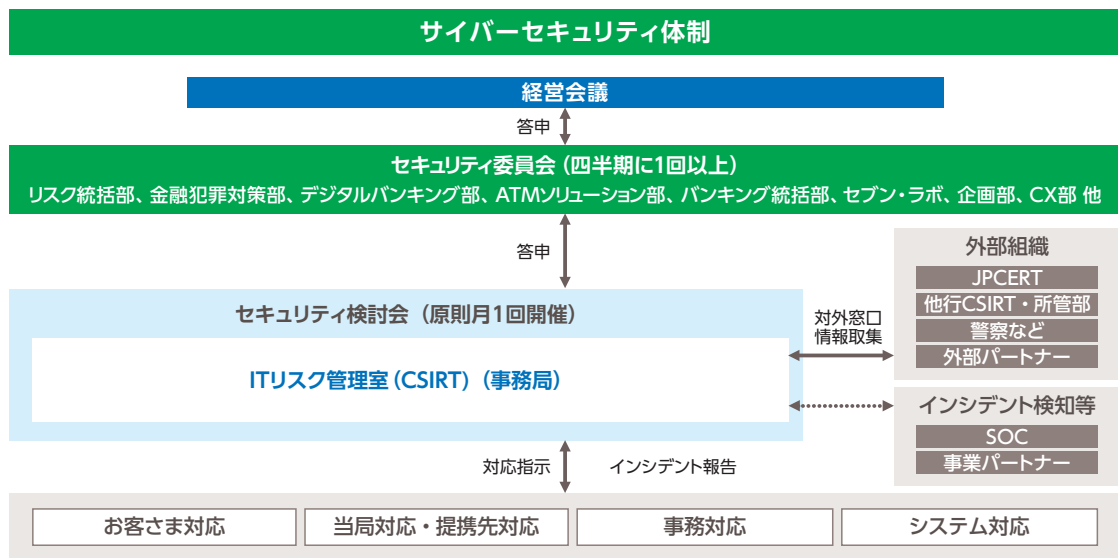 サイバーセキュリティ体制
経営会議
答申
セキュリティ委員会（四半期に1回以上）
リスク統括部、金融犯罪対策部、デジタルバンキング部、ATMソリューション部、バンキング統括部、セブン・ラボ、企画部、CX部 他
答申
セキュリティ検討会（原則月1回開催）
ITリスク管理室（CSIRT）（事務局）
対外窓口
情報取集
外部組織
JPCERT
他行CSIRT・所管部
警察など
外部パートナー
インシデント検知等
SOC
事業パートナー
対応指示
インシデント報告
お客さま対応
当局対応・提携先対応
事務対応
システム対応